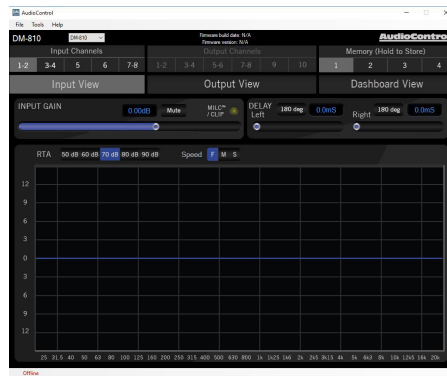 AudioControl
File Tools Help
DM-810 DM-810 Firmware build date: N/A AudioContro
Firmware version: N/A
Input Channels Output Channels Memory (Hold to Store)
1-2 3-4 5 6 7-8 1-2 3-4 5-6 7-8 9 10 1 2 3 4
Input View Output View Dashboard View
INPUT GAIN 0.00dB Mute MILC™ / CLIP DELAY Left 180 deg 0.0mS Right 180 deg 0.0mS
RTA 50 dB 60 dB 70 dB 80 dB 90 dB Speed F M S
12
9
6
3
0
3
6
9
12
25 31.5 40 50 63 80 100 125 160 200 250 315 400 500 630 800 1k 1k25 1k6 2k 2k5 3k15 4k 5k 6k3 8k 10k 12k5 16k 20k
Offline